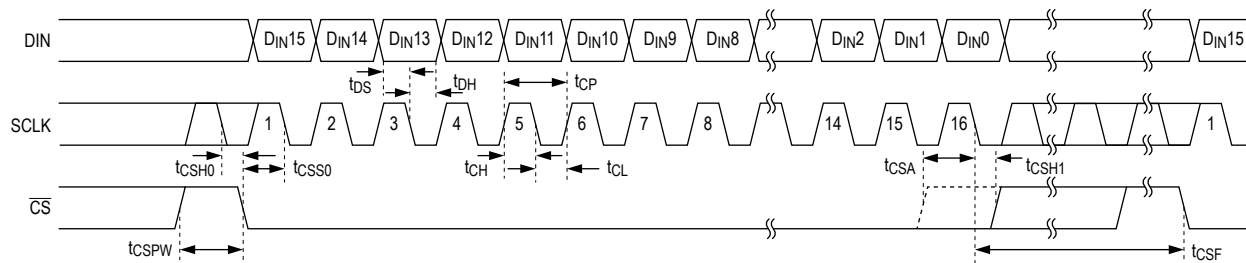 DIN DIN15 DIN14 DIN13 DIN12 DIN11 DIN10 DIN9 DIN8 DIN2 DIN1 DIN0 DIN15
tDS tDH tCP
SCLK 1 2 3 4 5 6 7 8 14 15 16 1
tCSH0 tCSS0 tCH tCL tCSA tCSH1
CS
tCSPW tCSF